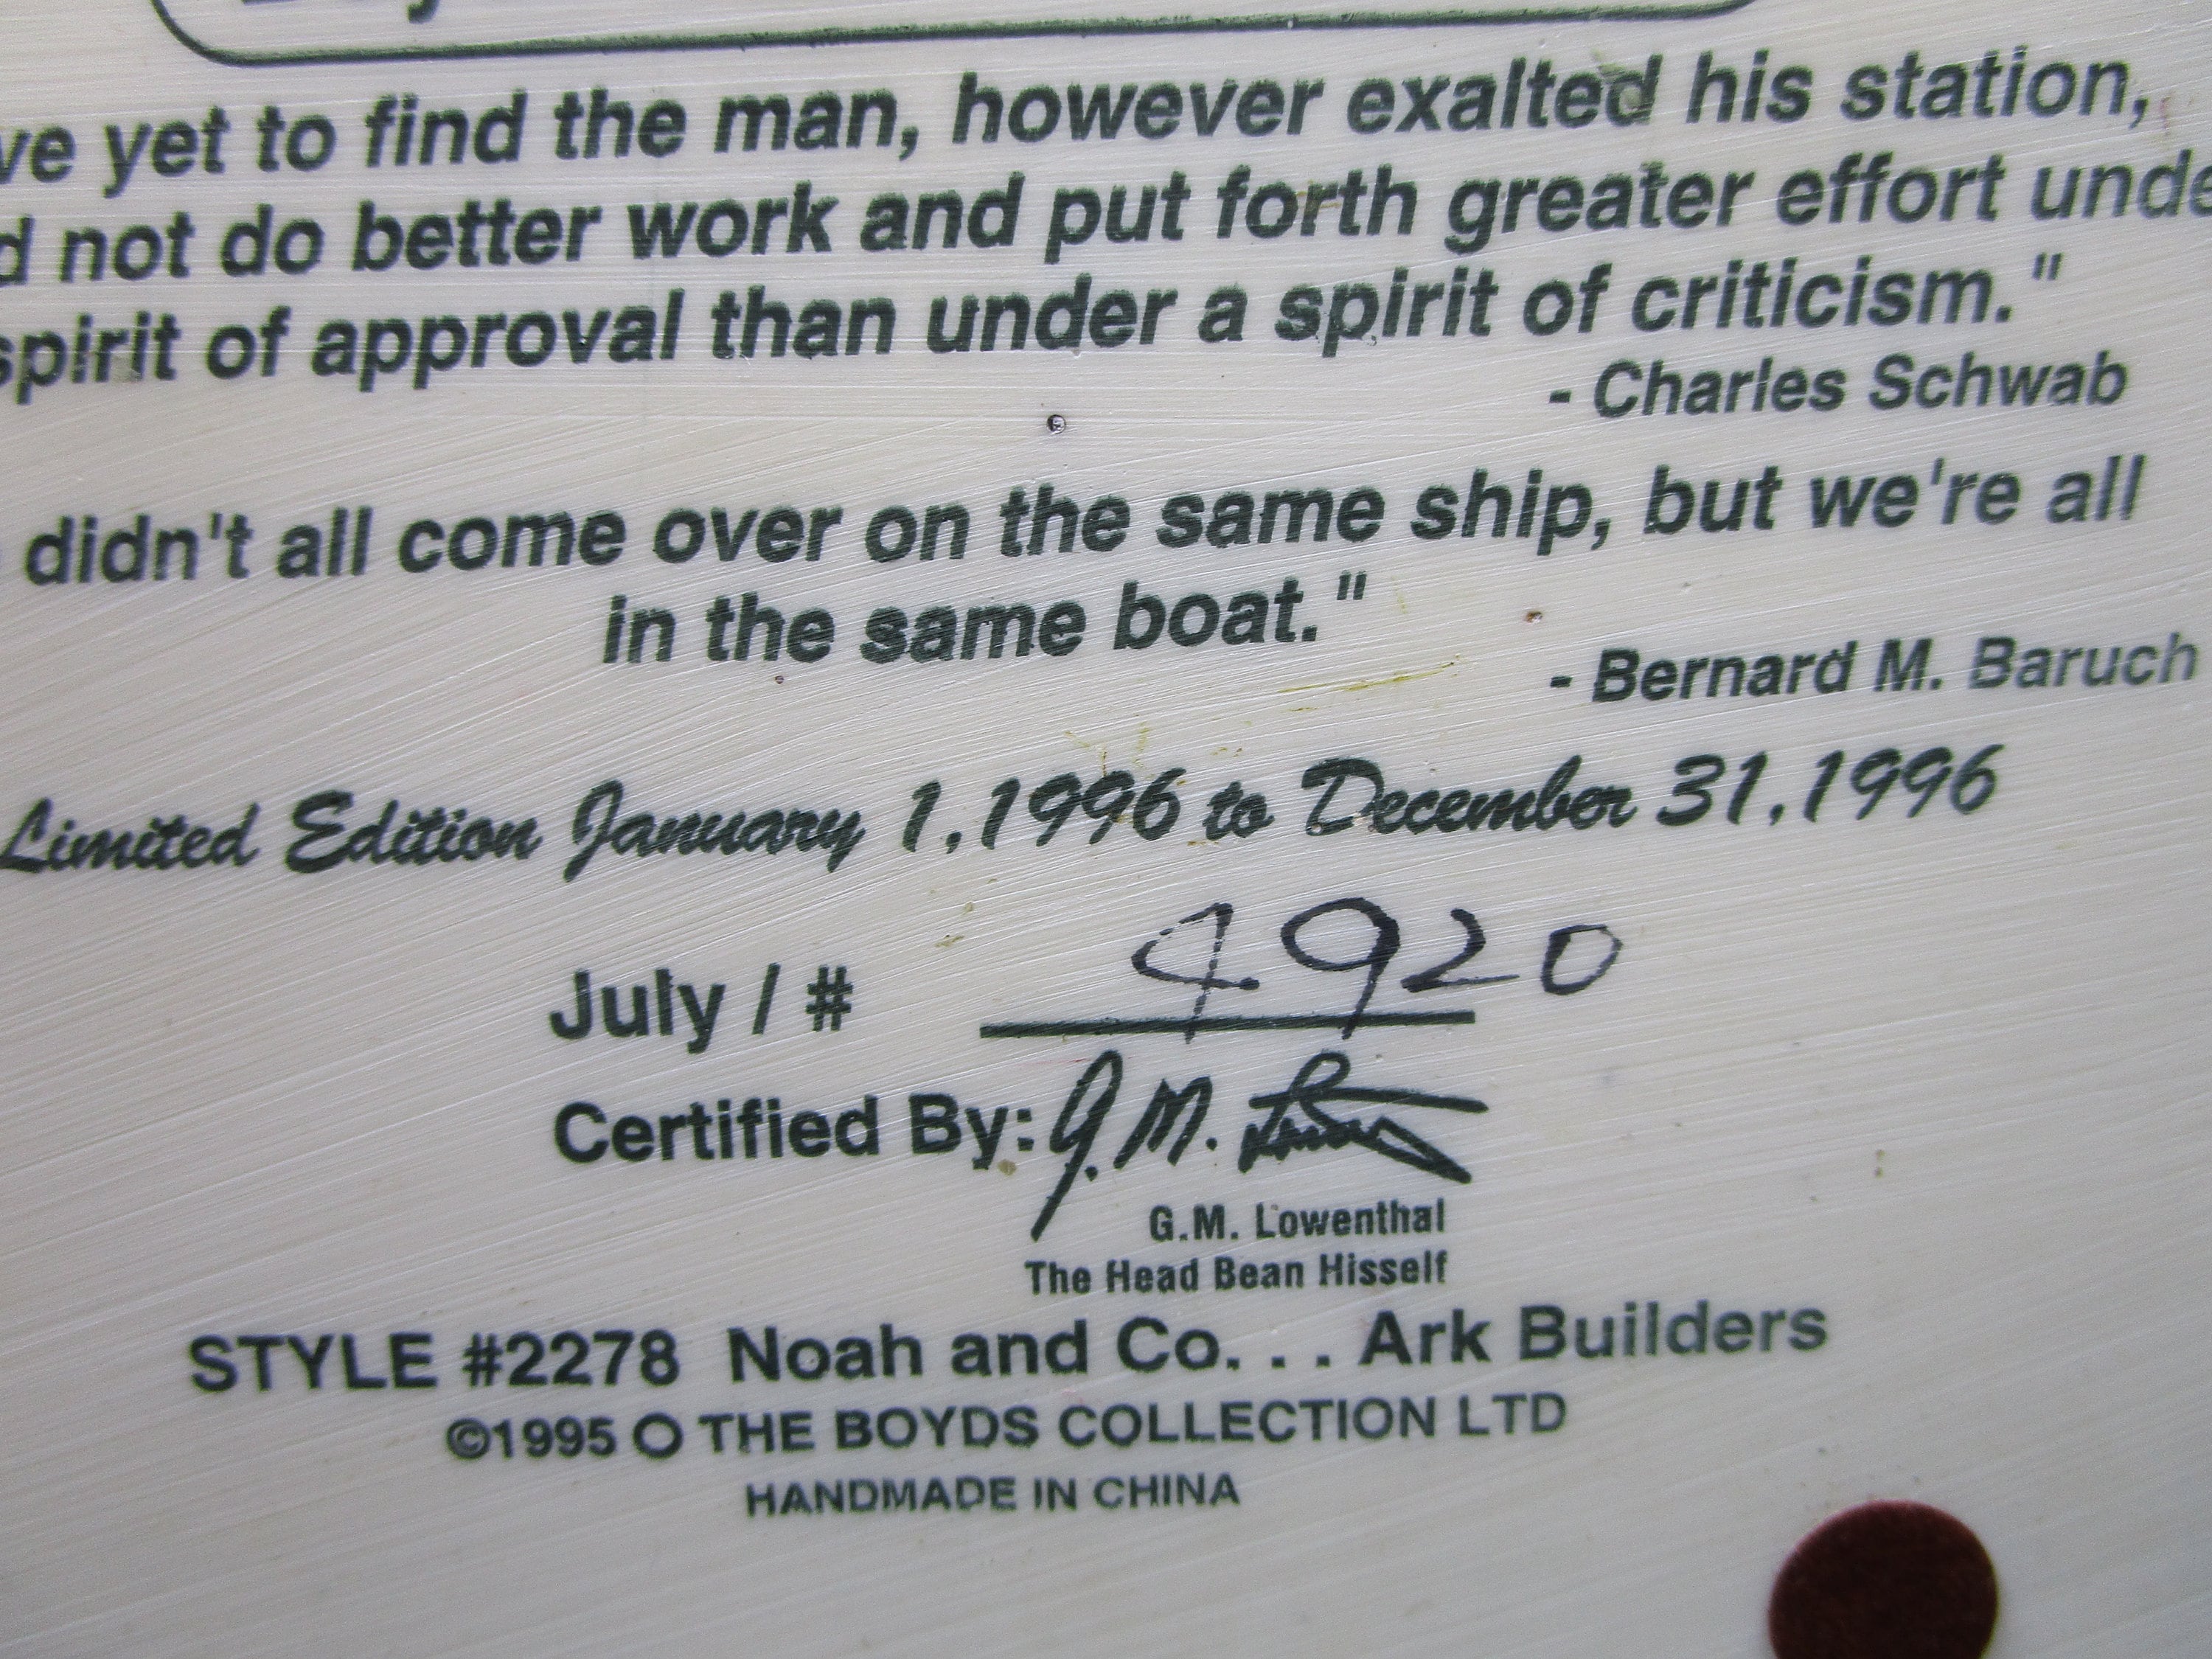 ve yet to find the man, however exalted his station,
d not do better work and put forth greater effort unde
spirit of approval than under a spirit of criticism."
- Charles Schwab
didn't all come over on the same ship, but we're all
in the same boat."
- Bernard M. Baruch
Limited Edition January 1, 1996 to December 31, 1996
July / # 4920
Certified By: G.M.
G.M. Lowenthal
The Head Bean Hisself
STYLE #2278 Noah and Co. . . Ark Builders
©1995 O THE BOYDS COLLECTION LTD
HANDMADE IN CHINA